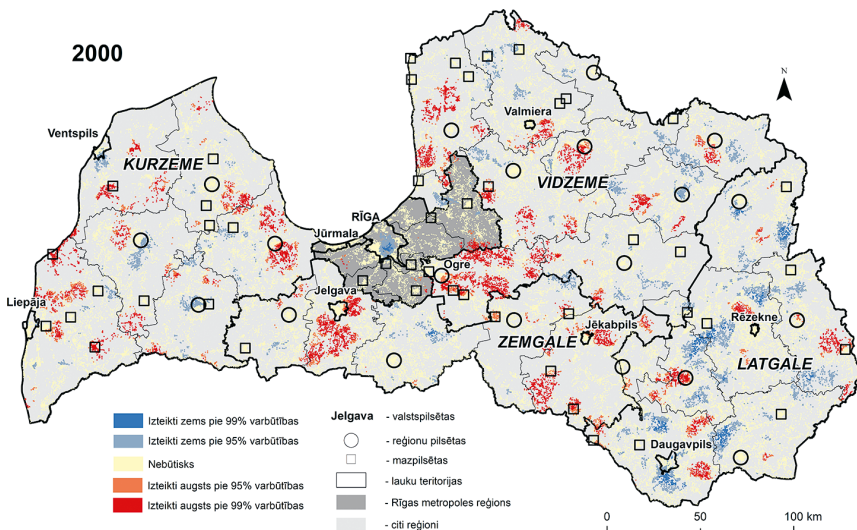 2000
N
Ventspils
KURZEME
Valmiera
VIDZEME
RĪGA
Jūrmala
Ogre
Jelgava
Liepāja
ZEMGALE
Jēkabpils
Rēzekne
LATGALE
Daugavpils
Izteikti zems pie 99% varbūtības
Izteikti zems pie 95% varbūtības
Nebūtisks
Izteikti augsts pie 95% varbūtības
Izteikti augsts pie 99% varbūtības
Jelgava - valstspilsētas
- reģionu pilsētas
- mazpilsētas
- lauku teritorijas
- Rīgas metropoles reģions
- citi reģioni
0 50 100 km